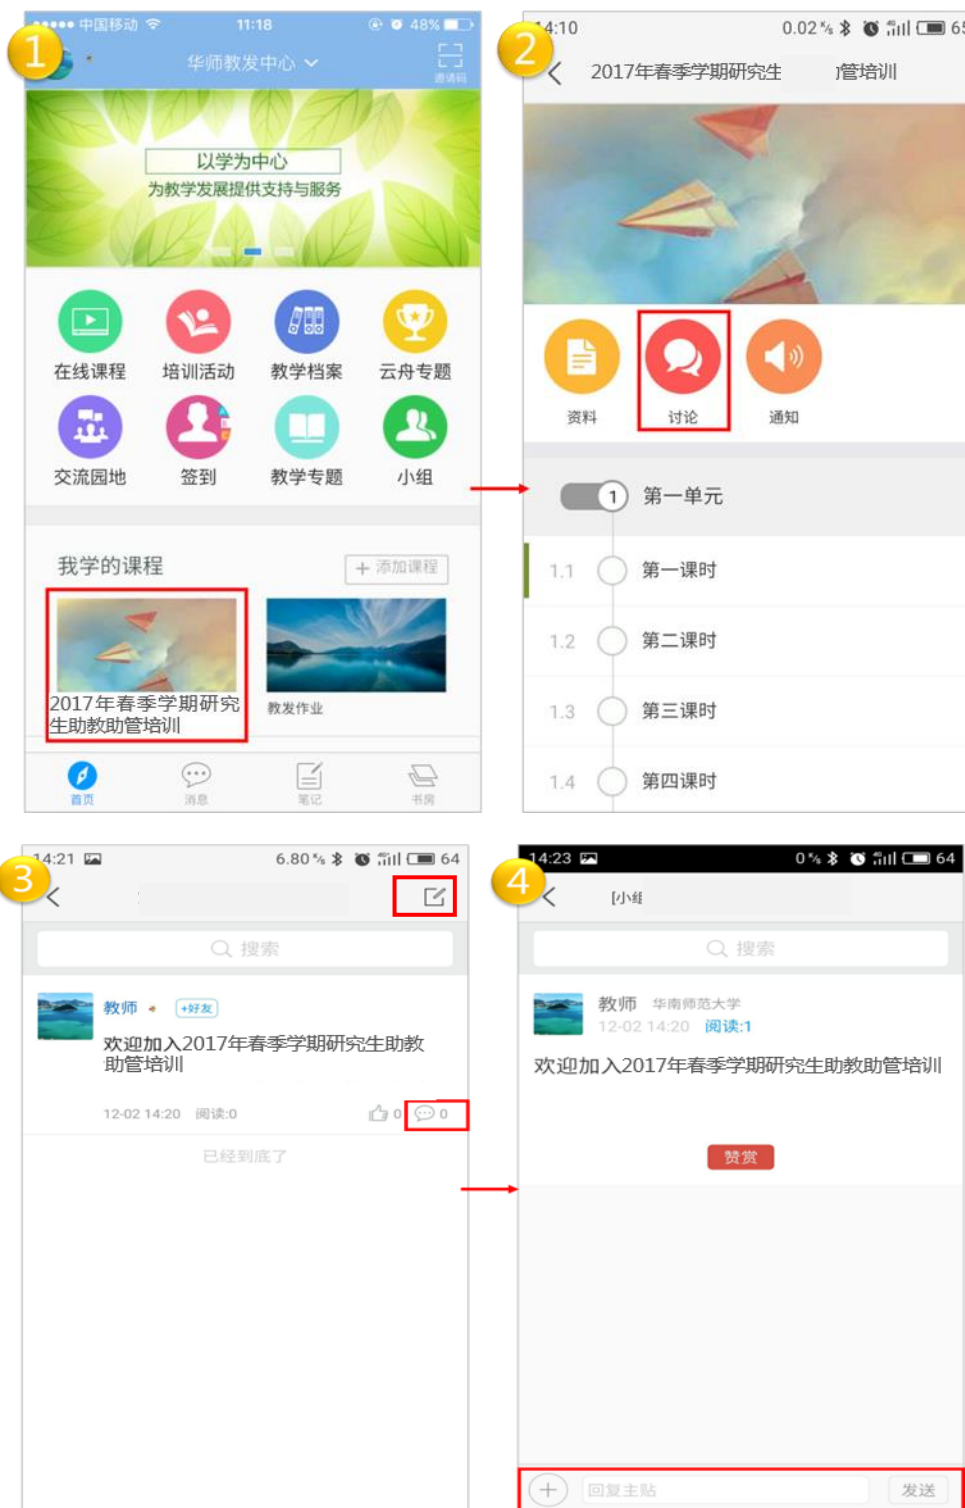 1
中国移动 11:18 48%
华师教发中心
邀请码
以学为中心
为教学发展提供支持与服务
在线课程 培训活动 教学档案 云舟专题
交流园地 签到 教学专题 小组
我学的课程 + 添加课程
2017年春季学期研究
生助教助管培训
教发作业
首页 消息 笔记 书房
2
14:10 0.02 K/s 4G 65
2017年春季学期研究生 管培训
资料 讨论 通知
1 第一单元
1.1 第一课时
1.2 第二课时
1.3 第三课时
1.4 第四课时
3
14:21 6.80 K/s 4G 64
搜索
教师 +好友
欢迎加入2017年春季学期研究生助教
助管培训
12-02 14:20 阅读:0 0 0
已经到底了
4
14:23 0 K/s 4G 64
[小组
搜索
教师 华南师范大学
12-02 14:20 阅读:1
欢迎加入2017年春季学期研究生助教助管培训
赞赏
回复主贴 发送